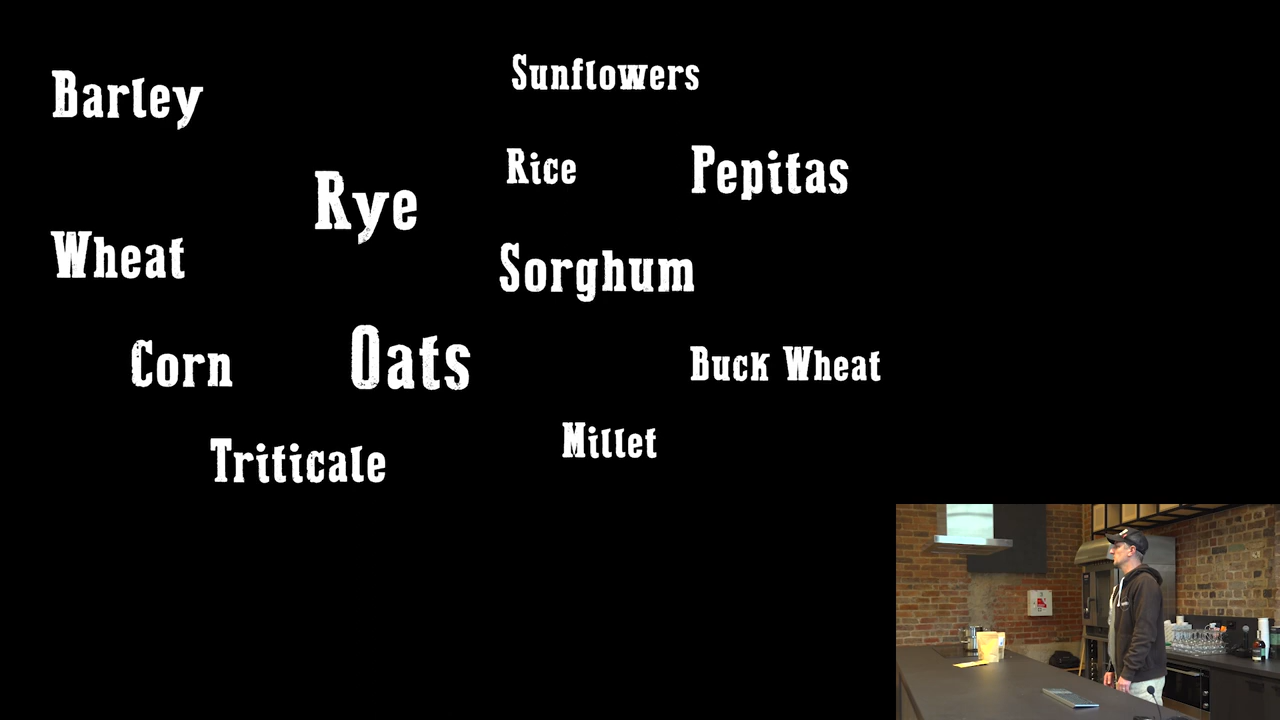 Barley
Sunflowers
Rice
Pepitas
Rye
Wheat
Sorghum
Corn
Oats
Buck Wheat
Triticale
Millet